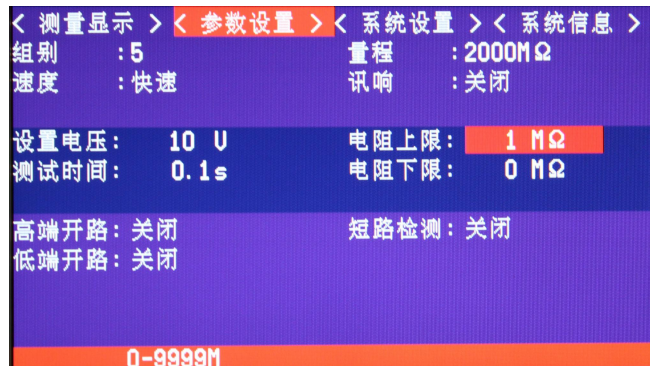 < 测量显示 > < 参数设置 > < 系统设置 > < 系统信息 >
组别 :5 量程 :2000MΩ
速度 :快速 讯响 :关闭
设置电压: 10 V 电阻上限: 1 MΩ
测试时间: 0.1s 电阻下限: 0 MΩ
高端开路:关闭 短路检测:关闭
低端开路:关闭
0-9999M